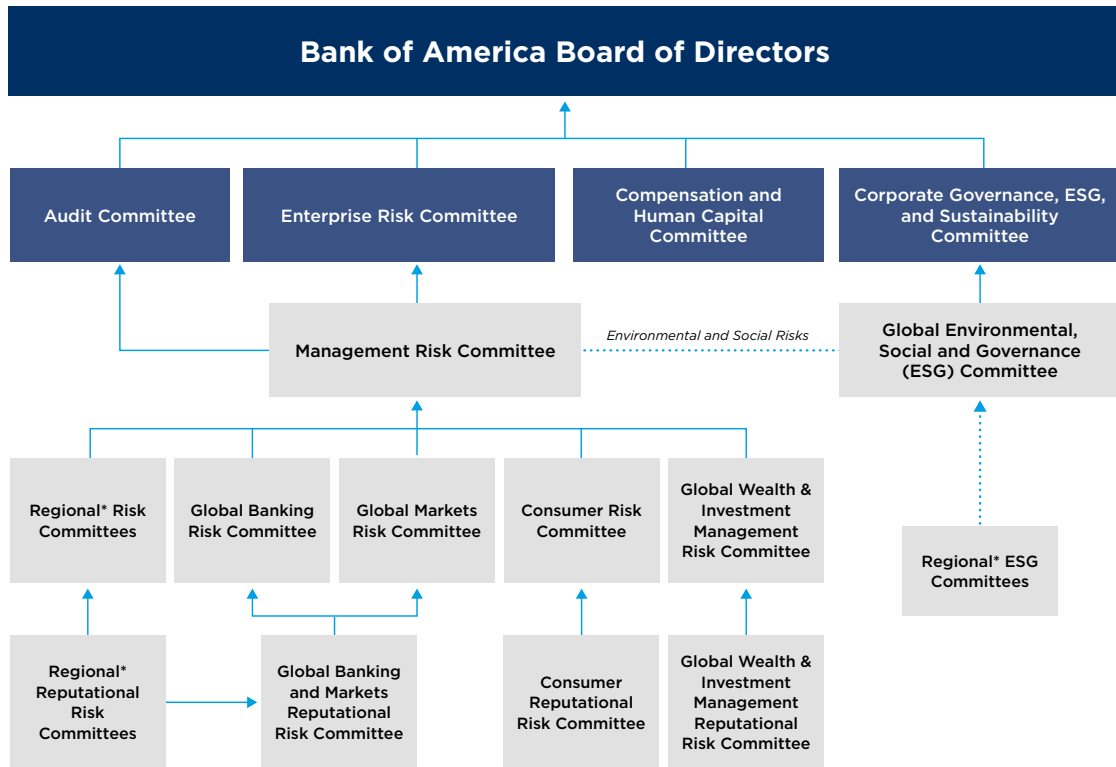 Bank of America Board of Directors
Audit Committee
Enterprise Risk Committee
Compensation and
Human Capital
Committee
Corporate Governance, ESG,
and Sustainability
Committee
Management Risk Committee
Environmental and Social Risks
Global Environmental,
Social and Governance
(ESG) Committee
Regional* Risk
Committees
Global Banking
Risk Committee
Global Markets
Risk Committee
Consumer Risk
Committee
Global Wealth &
Investment
Management
Risk Committee
Regional* ESG
Committees
Regional*
Reputational
Risk
Committees
Global Banking
and Markets
Reputational
Risk Committee
Consumer
Reputational
Risk Committee
Global Wealth &
Investment
Management
Reputational
Risk Committee